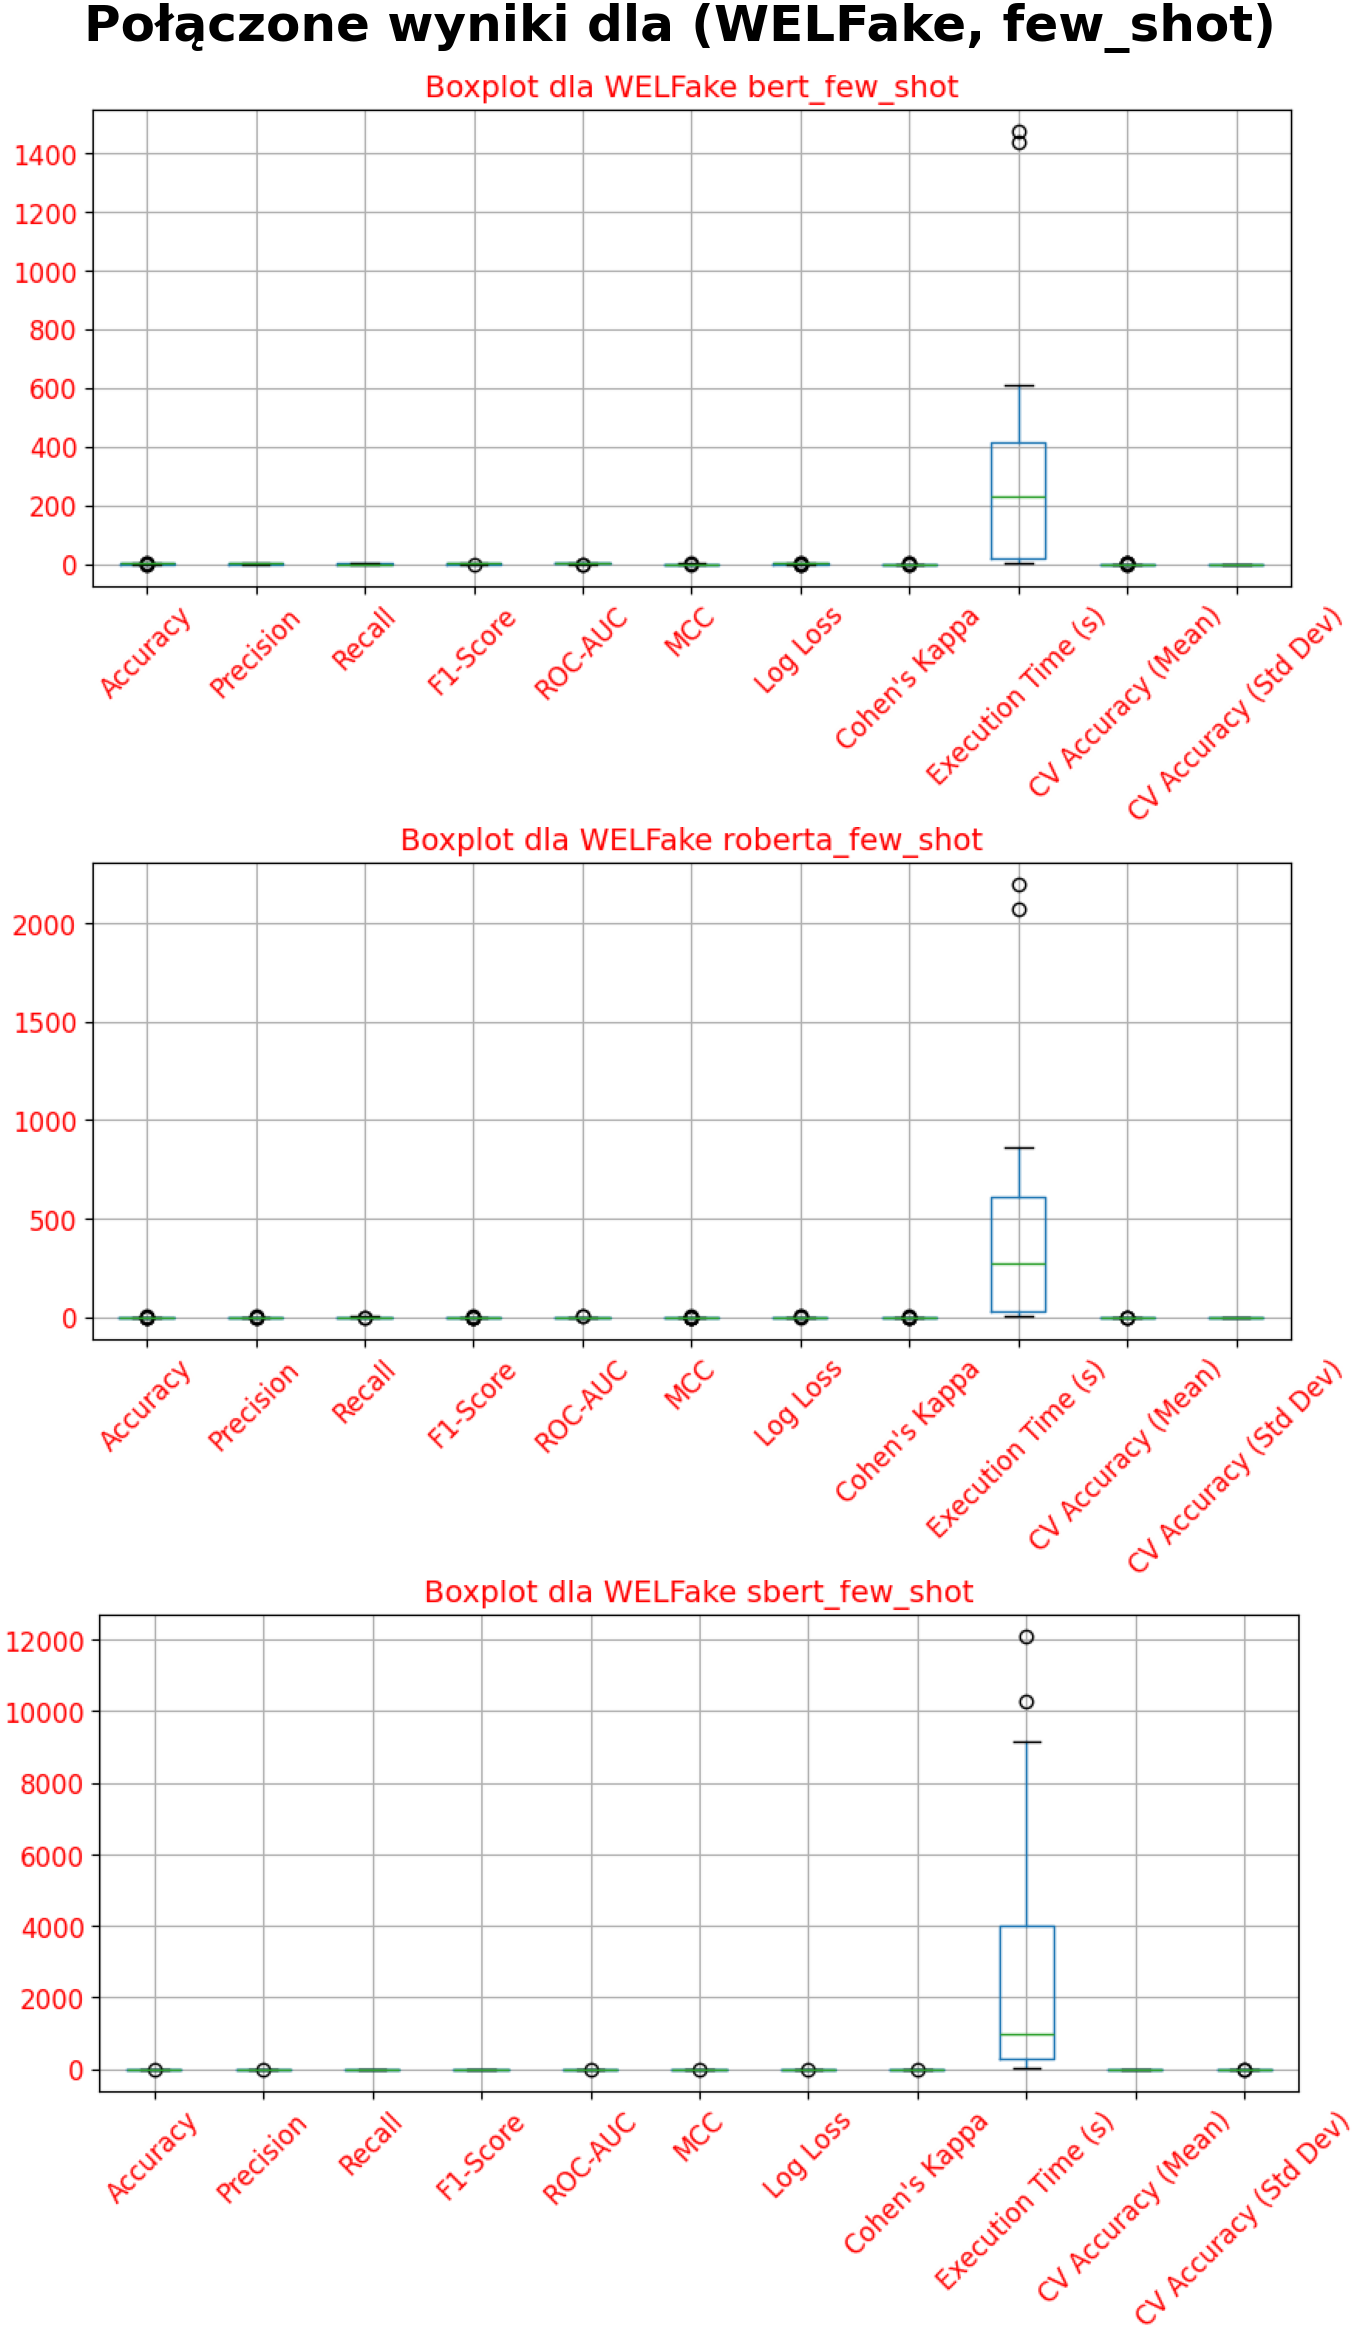 Połączone wyniki dla (WELFake, few_shot)
Boxplot dla WELFake bert_few_shot
1400
1200
1000
800
600
400
200
0
Accuracy
Precision
Recall
F1-Score
ROC-AUC
MCC
Log Loss
Cohen's Kappa
Execution Time (s)
CV Accuracy (Mean)
CV Accuracy (Std Dev)
Boxplot dla WELFake roberta_few_shot
2000
1500
1000
500
0
Accuracy
Precision
Recall
F1-Score
ROC-AUC
MCC
Log Loss
Cohen's Kappa
Execution Time (s)
CV Accuracy (Mean)
CV Accuracy (Std Dev)
Boxplot dla WELFake sbert_few_shot
12000
10000
8000
6000
4000
2000
0
Accuracy
Precision
Recall
F1-Score
ROC-AUC
MCC
Log Loss
Cohen's Kappa
Execution Time (s)
CV Accuracy (Mean)
CV Accuracy (Std Dev)